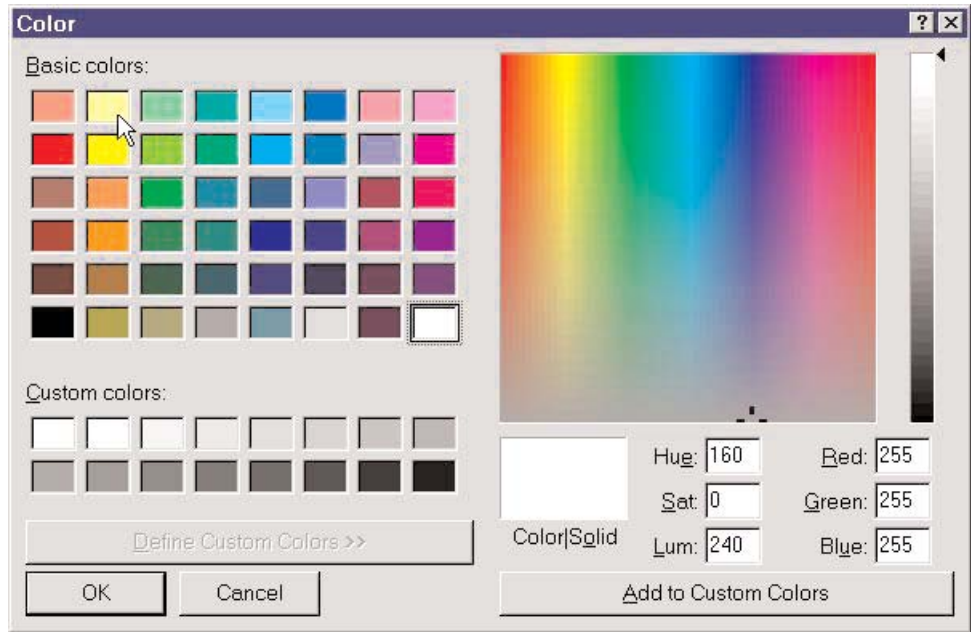 Color
? ×
Basic colors:
Custom colors:
Define Custom Colors >>
OK
Cancel
Color|Solid
Hue: 160
Sat: 0
Lum: 240
Red: 255
Green: 255
Blue: 255
Add to Custom Colors